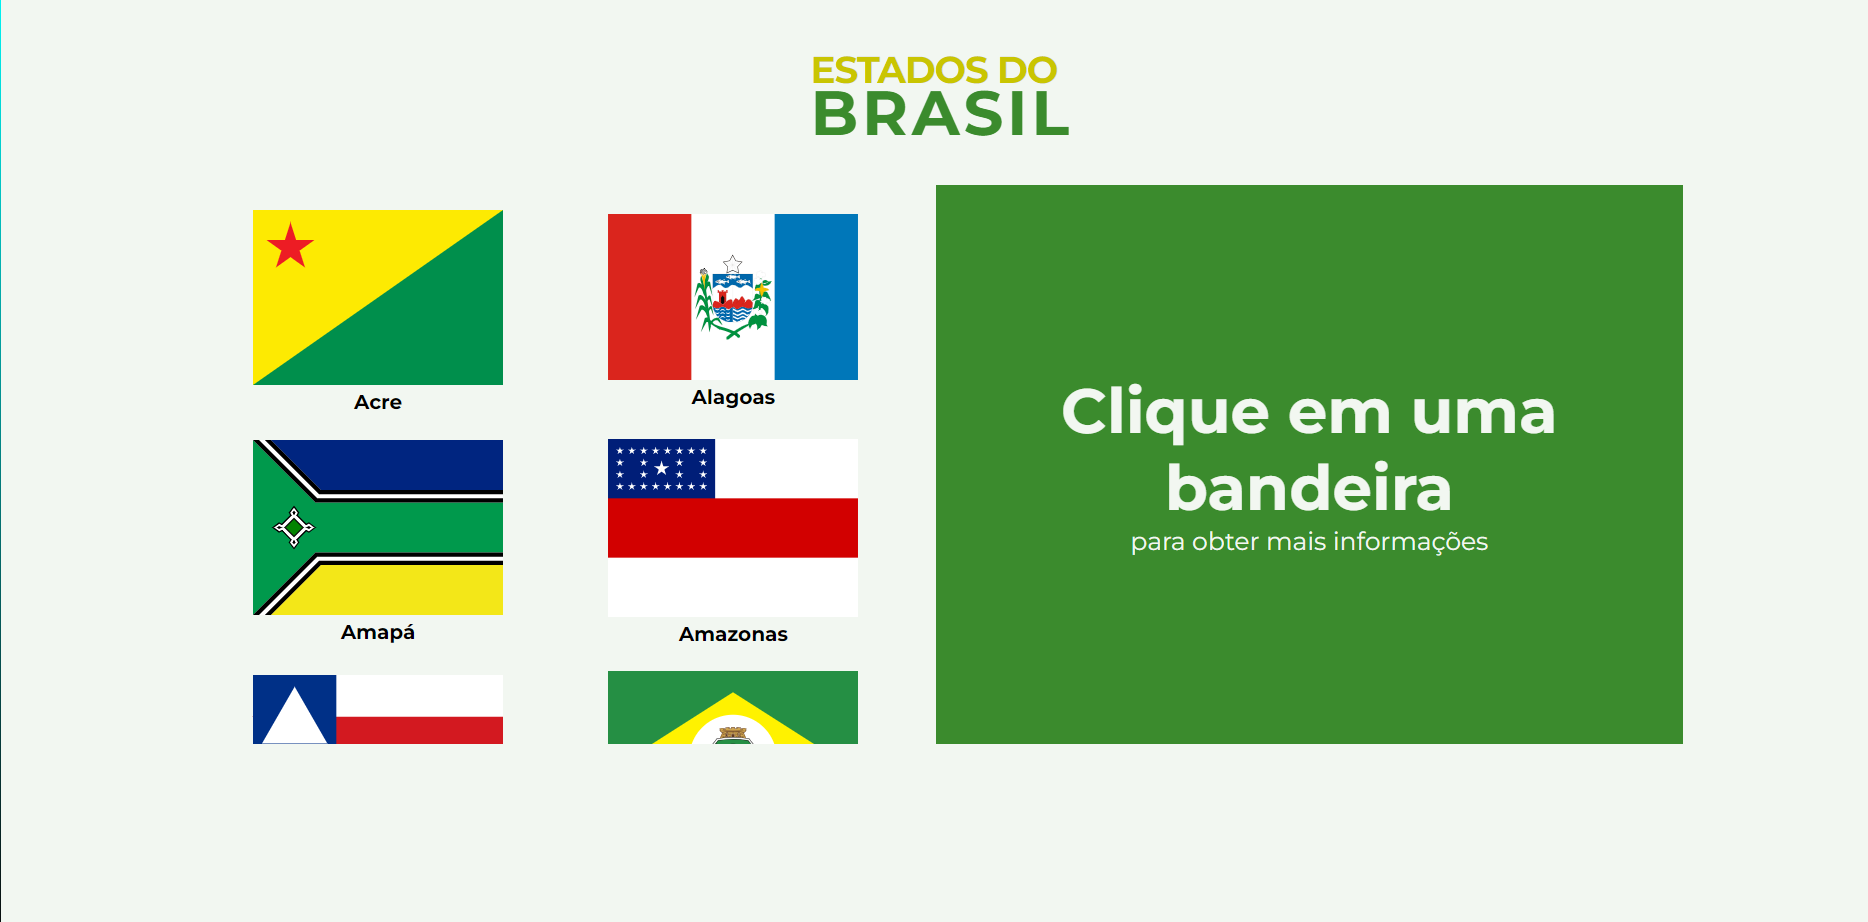 ESTADOS DO
BRASIL
Acre
Alagoas
Amapá
Amazonas
Clique em uma
bandeira
para obter mais informações